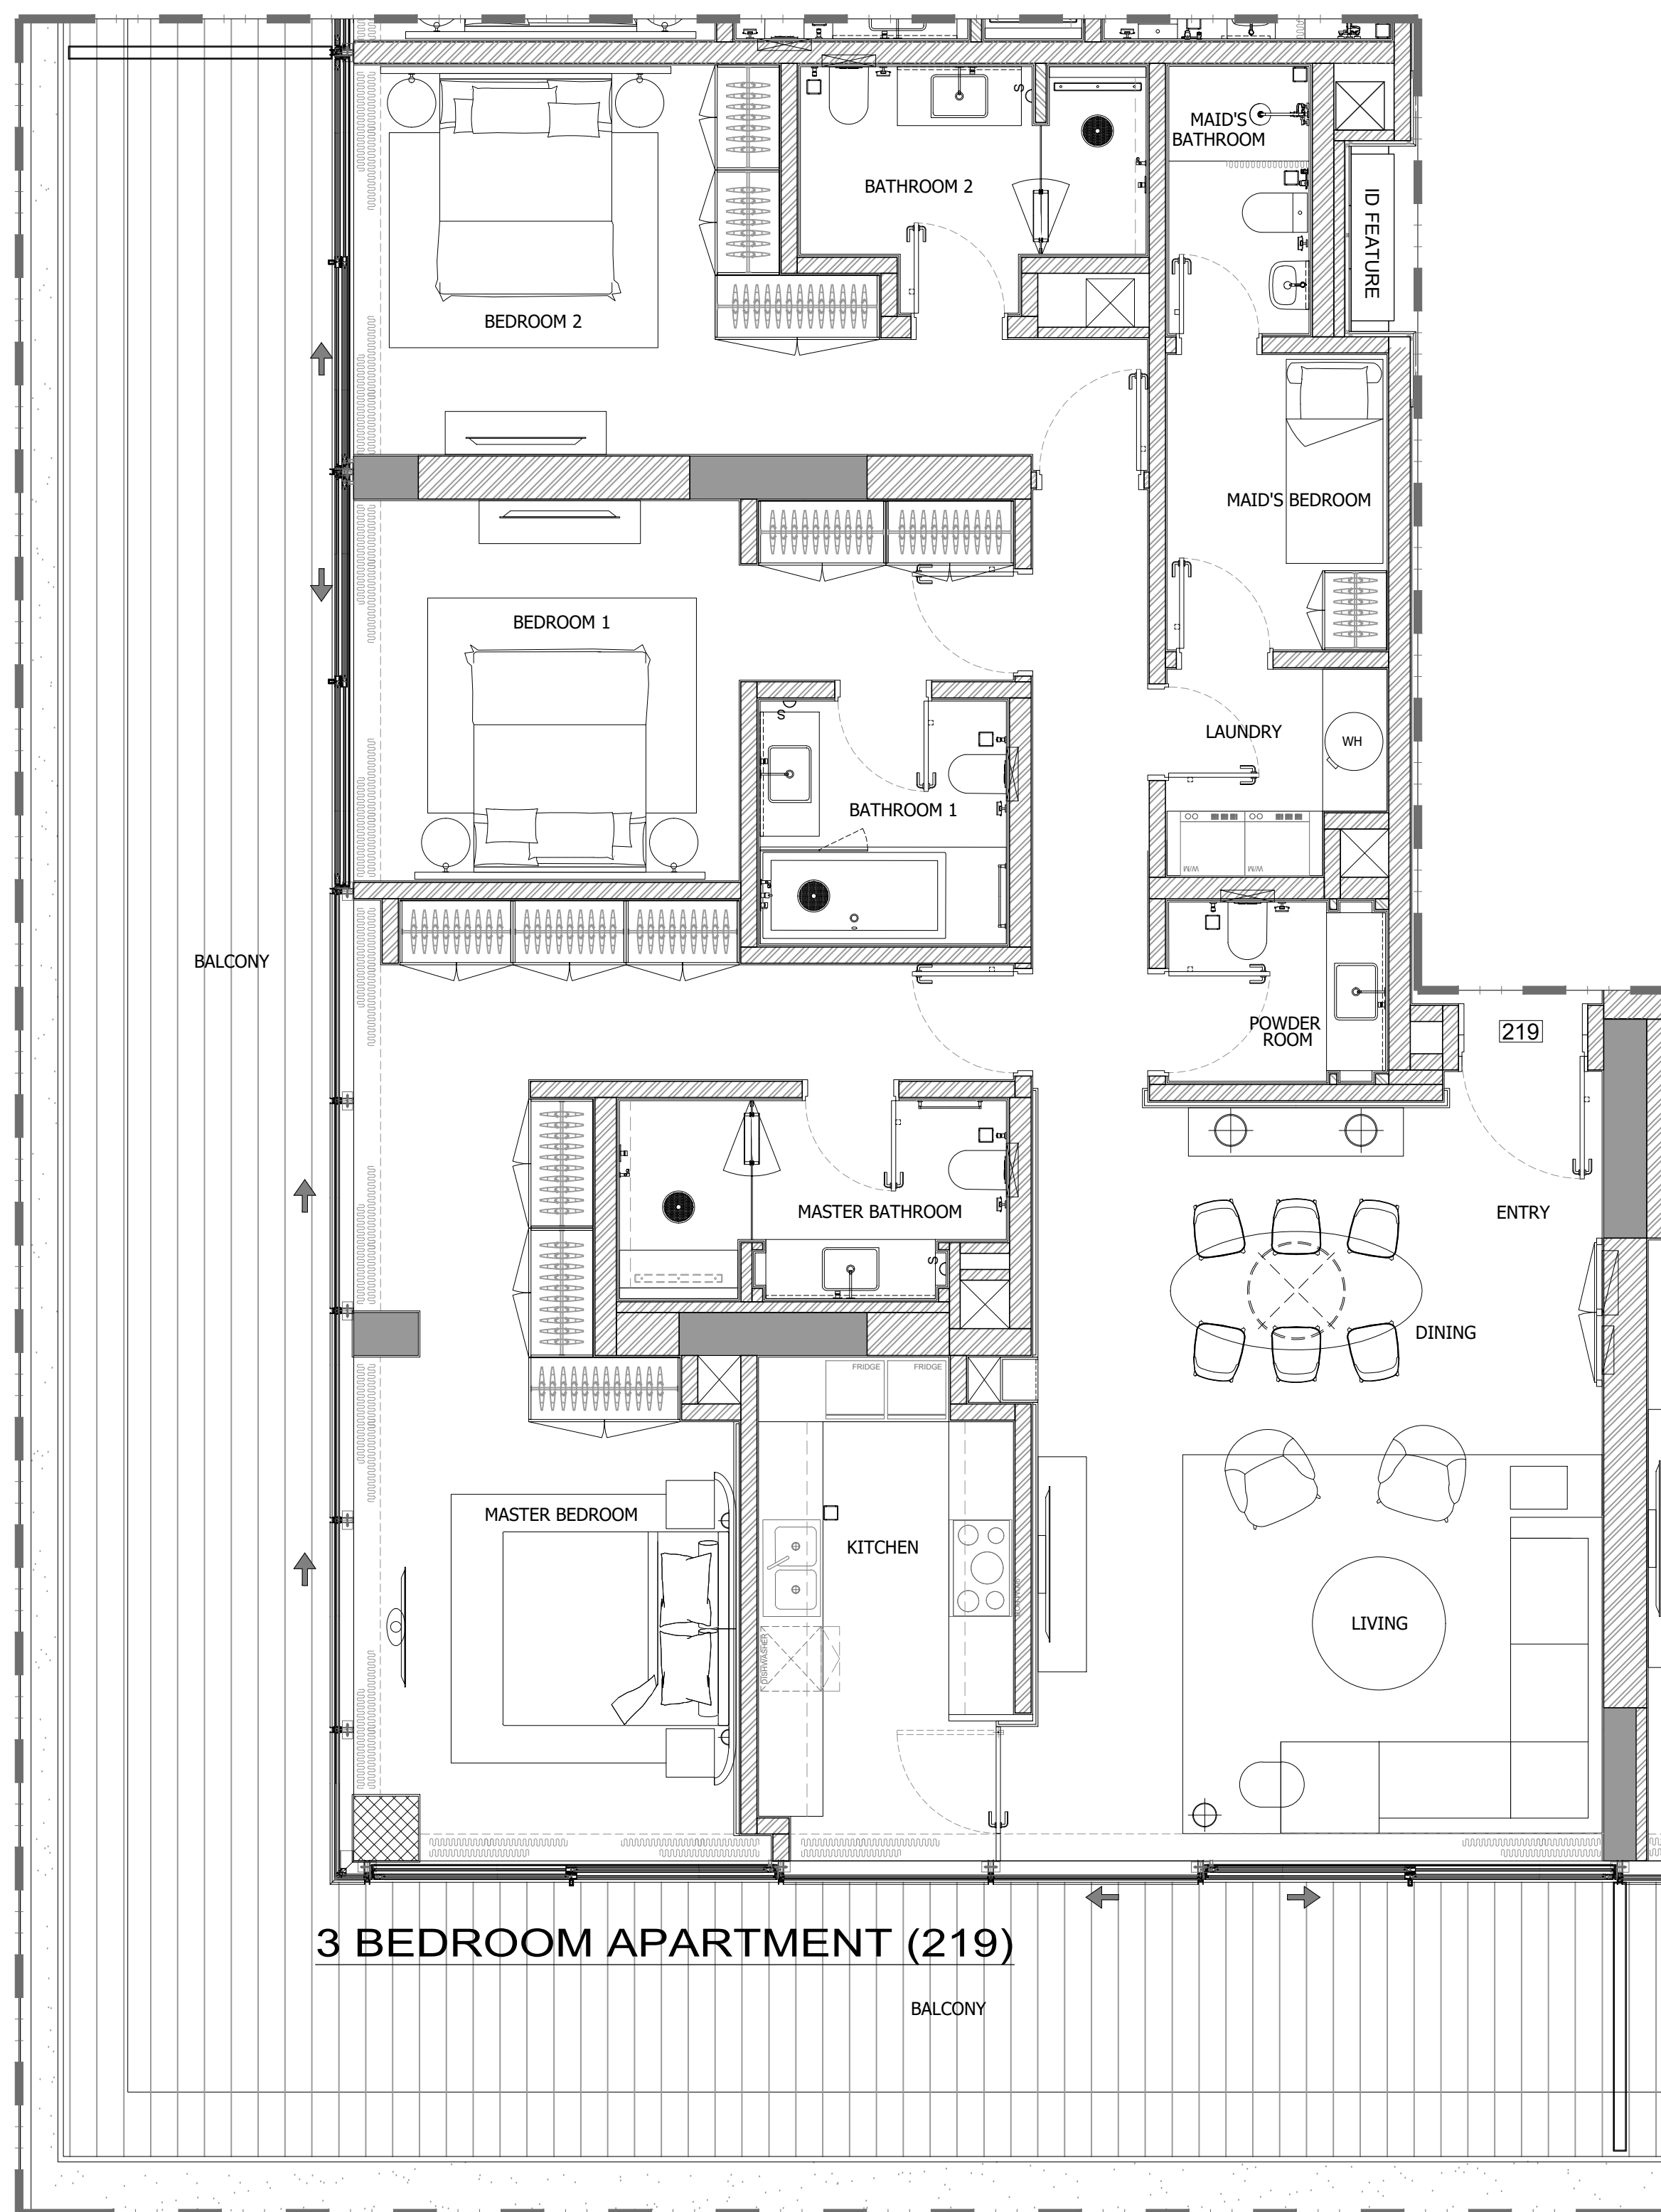 MAID'S
BATHROOM
S
BATHROOM 2
ID FEATURE
BEDROOM 2
MAID'S BEDROOM
BEDROOM 1
S
LAUNDRY
WH
BATHROOM 1
W/M
W/M
BALCONY
POWDER
ROOM
219
MASTER BATHROOM
ENTRY
S
DINING
FRIDGE
FRIDGE
MASTER BEDROOM
KITCHEN
LIVING
DISHWASHER
3 BEDROOM APARTMENT (219)
BALCONY